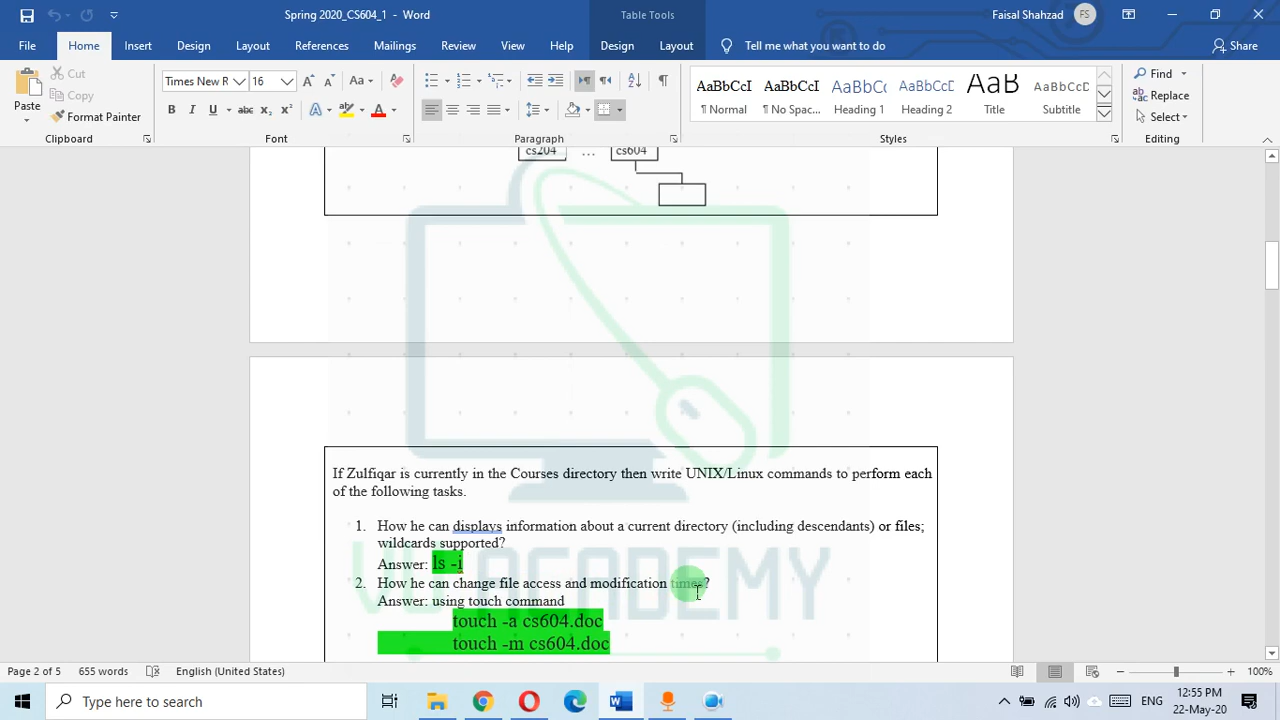 Spring 2020_CS604_1 - Word
Table Tools
Faisal Shahzad
FS
File
Home
Insert
Design
Layout
References
Mailings
Review
View
Help
Design
Layout
Tell me what you want to do
Share
Paste
Cut
Copy
Format Painter
Clipboard
Times New R
16
Font
Paragraph
AaBbCcI
¶ Normal
AaBbCcI
¶ No Spac...
AaBbCc
Heading 1
AaBbCcI
Heading 2
AaB
Title
AaBbCcI
Subtitle
Styles
Find
Replace
Select
Editing
cs204 ... cs604
If Zulfiqar is currently in the Courses directory then write UNIX/Linux commands to perform each
of the following tasks.
1. How he can displays information about a current directory (including descendants) or files;
wildcards supported?
Answer: ls -i
2. How he can change file access and modification times?
Answer: using touch command
touch -a cs604.doc
touch -m cs604.doc
ACADEMY
Page 2 of 5
655 words
English (United States)
100%
Type here to search
ENG
12:55 PM
22-May-20